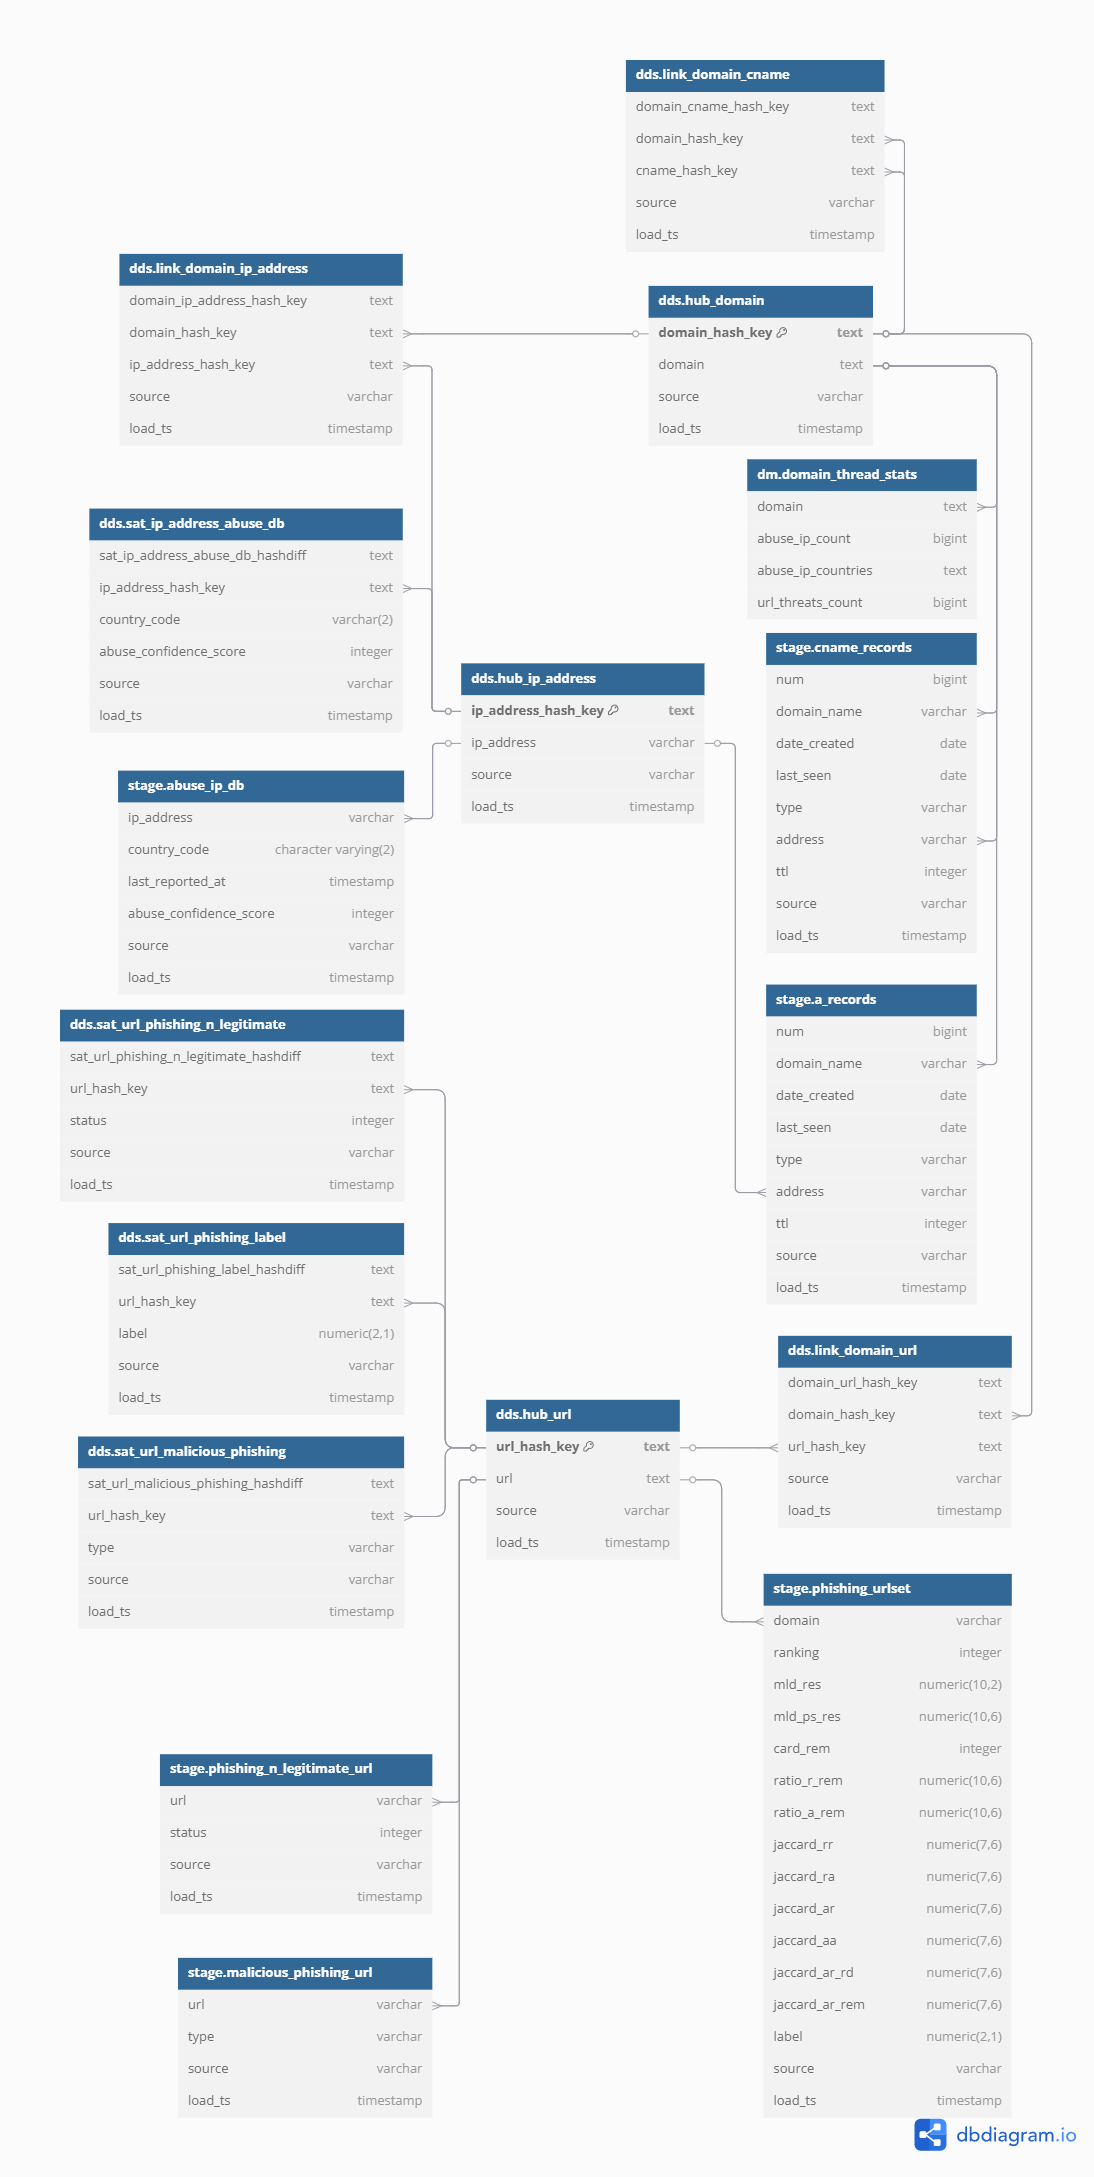 dds.link_domain_cname
domain_cname_hash_key text
domain_hash_key text
cname_hash_key text
source varchar
load_ts timestamp
dds.link_domain_ip_address
domain_ip_address_hash_key text
domain_hash_key text
ip_address_hash_key text
source varchar
load_ts timestamp
dds.hub_domain
domain_hash_key text
domain text
source varchar
load_ts timestamp
dm.domain_thread_stats
domain text
abuse_ip_count bigint
abuse_ip_countries text
url_threats_count bigint
dds.sat_ip_address_abuse_db
sat_ip_address_abuse_db_hashdiff text
ip_address_hash_key text
country_code varchar(2)
abuse_confidence_score integer
source varchar
load_ts timestamp
stage.cname_records
num bigint
domain_name varchar
date_created date
last_seen date
type varchar
address varchar
ttl integer
source varchar
load_ts timestamp
dds.hub_ip_address
ip_address_hash_key text
ip_address varchar
source varchar
load_ts timestamp
stage.abuse_ip_db
ip_address varchar
country_code character varying(2)
last_reported_at timestamp
abuse_confidence_score integer
source varchar
load_ts timestamp
stage.a_records
num bigint
domain_name varchar
date_created date
last_seen date
type varchar
address varchar
ttl integer
source varchar
load_ts timestamp
dds.sat_url_phishing_n_legitimate
sat_url_phishing_n_legitimate_hashdiff text
url_hash_key text
status integer
source varchar
load_ts timestamp
dds.sat_url_phishing_label
sat_url_phishing_label_hashdiff text
url_hash_key text
label numeric(2,1)
source varchar
load_ts timestamp
dds.link_domain_url
domain_url_hash_key text
domain_hash_key text
url_hash_key text
source varchar
load_ts timestamp
dds.hub_url
url_hash_key text
url text
source varchar
load_ts timestamp
dds.sat_url_malicious_phishing
sat_url_malicious_phishing_hashdiff text
url_hash_key text
type varchar
source varchar
load_ts timestamp
stage.phishing_urlset
domain varchar
ranking integer
mld_res numeric(10,2)
mld_ps_res numeric(10,6)
card_rem integer
ratio_r_rem numeric(10,6)
ratio_a_rem numeric(10,6)
jaccard_rr numeric(7,6)
jaccard_ra numeric(7,6)
jaccard_ar numeric(7,6)
jaccard_aa numeric(7,6)
jaccard_ar_rd numeric(7,6)
jaccard_ar_rem numeric(7,6)
label numeric(2,1)
source varchar
load_ts timestamp
stage.phishing_n_legitimate_url
url varchar
status integer
source varchar
load_ts timestamp
stage.malicious_phishing_url
url varchar
type varchar
source varchar
load_ts timestamp
dbdiagram.io